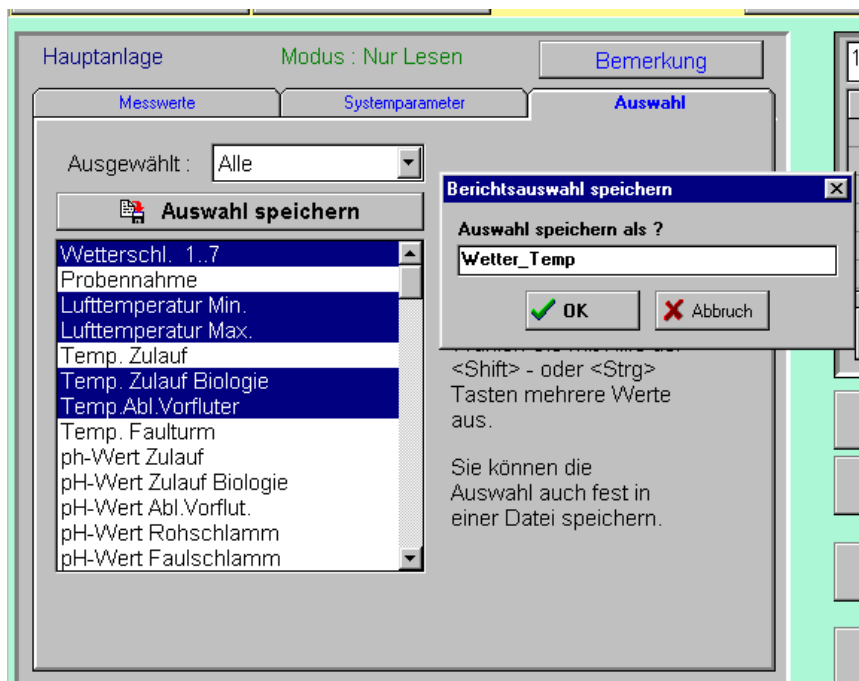 Hauptanlage
Modus : Nur Lesen
Bemerkung
Messwerte
Systemparameter
Auswahl
Ausgewählt :
Alle
Auswahl speichern
Wetterschl. 1..7
Probennahme
Lufttemperatur Min.
Lufttemperatur Max.
Temp. Zulauf
Temp. Zulauf Biologie
Temp.Abl.Vorfluter
Temp. Faulturm
ph-Wert Zulauf
pH-Wert Zulauf Biologie
pH-Wert Abl.Vorflut.
pH-Wert Rohschlamm
pH-Wert Faulschlamm
Berichtsauswahl speichern
Auswahl speichern als ?
Wetter_Temp
OK
Abbruch
<Shift> - oder <Strg>
Tasten mehrere Werte
aus.
Sie können die
Auswahl auch fest in
einer Datei speichern.
1